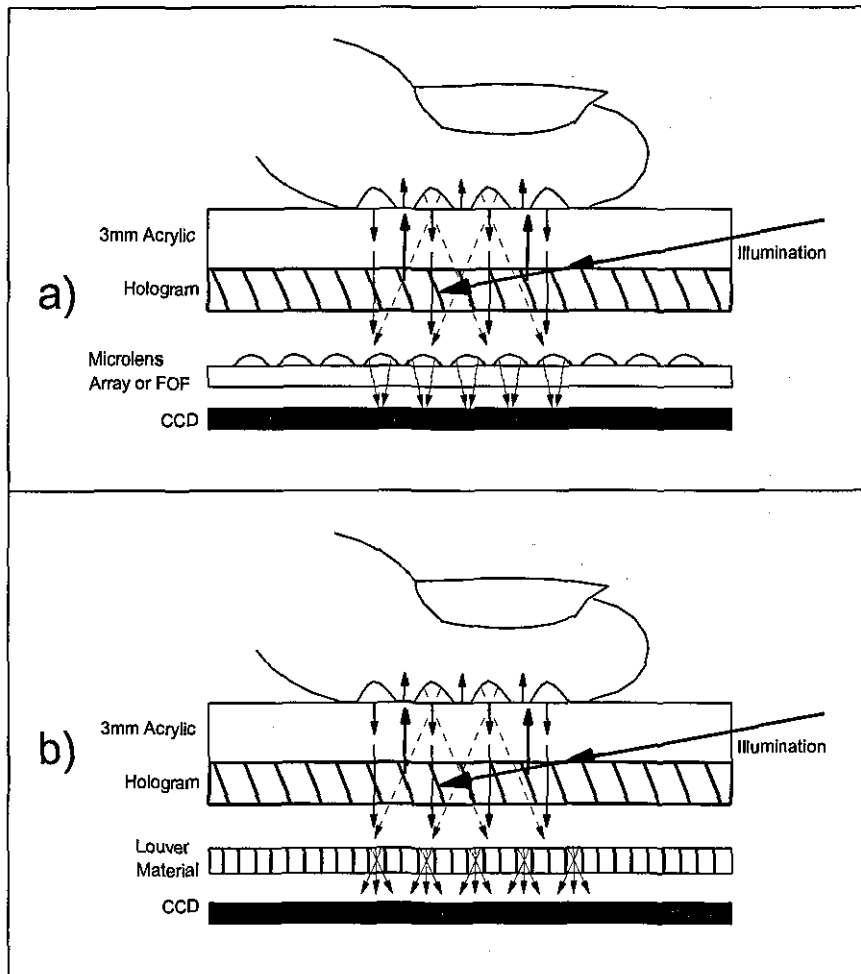 3mm Acrylic
Illumination
a)
Hologram
Microlens
Array or FOF
CCD
3mm Acrylic
Illumination
b)
Hologram
Louver
Material
CCD